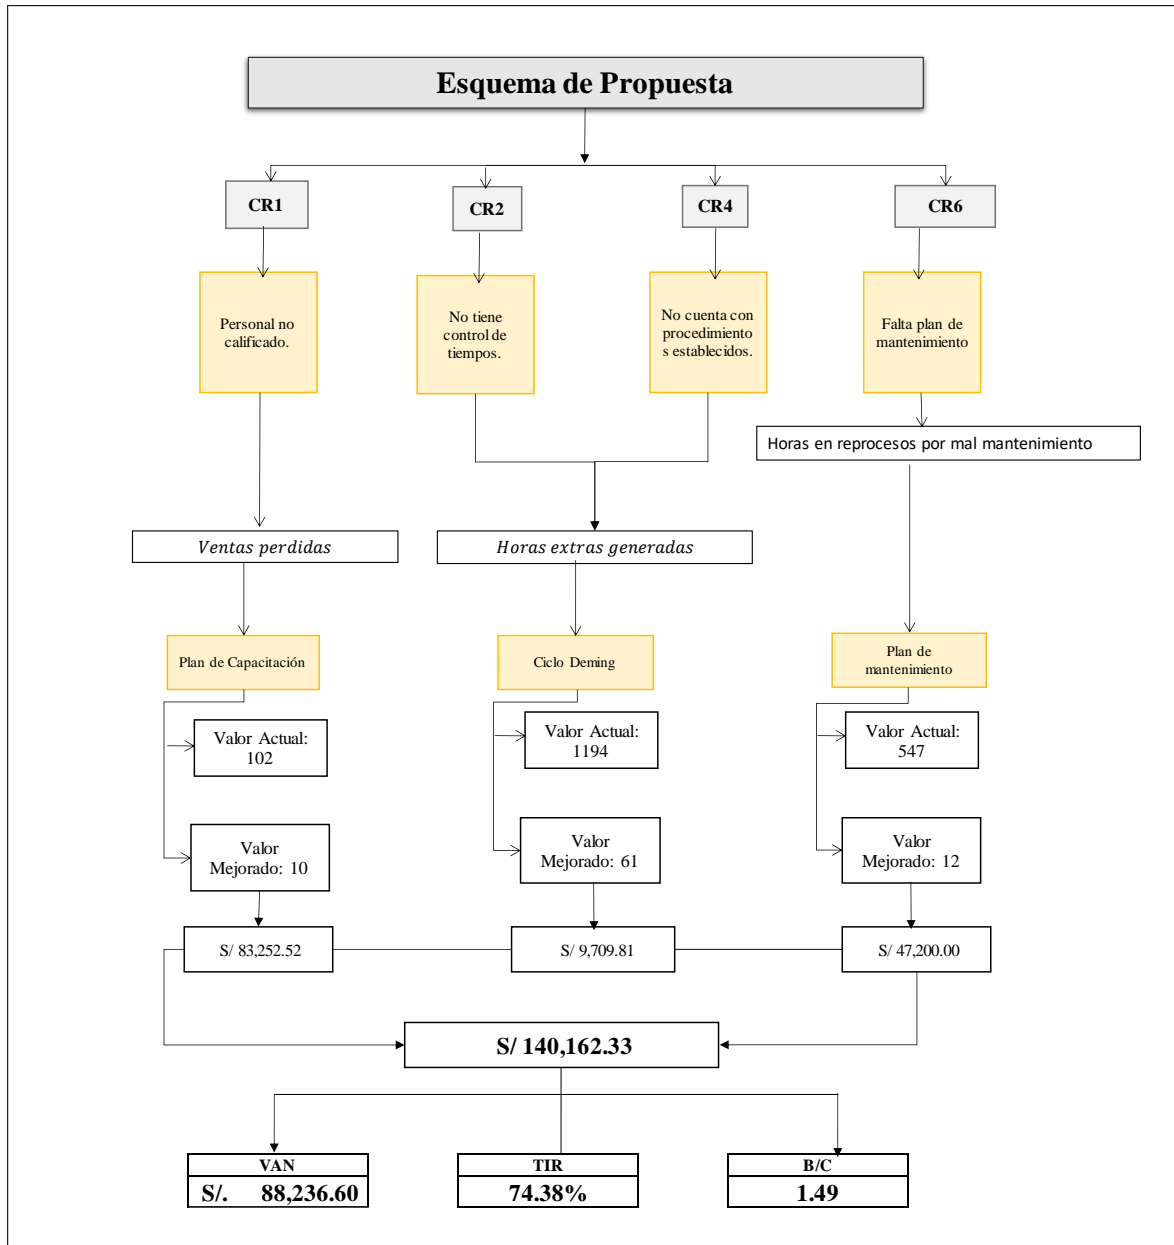 Esquema de Propuesta
CR1
CR2
CR4
CR6
Personal no
calificado.
No tiene
control de
tiempos.
No cuenta con
procedimiento
s establecidos.
Falta plan de
mantenimiento
Horas en reprocesos por mal mantenimiento
Ventas perdidas
Horas extras generadas
Plan de Capacitación
Ciclo Deming
Plan de
mantenimiento
Valor Actual:
102
Valor Actual:
1194
Valor Actual:
547
Valor
Mejorado: 10
Valor
Mejorado: 61
Valor
Mejorado: 12
S/ 83,252.52
S/ 9,709.81
S/ 47,200.00
S/ 140,162.33
VAN
S/. 88,236.60
TIR
74.38%
B/C
1.49